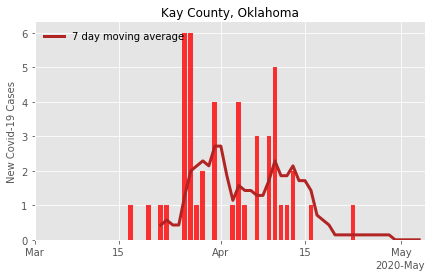 Kay County, Oklahoma
7 day moving average
New Covid-19 Cases
6
5
4
3
2
1
0
Mar
15
Apr
15
May
2020-May